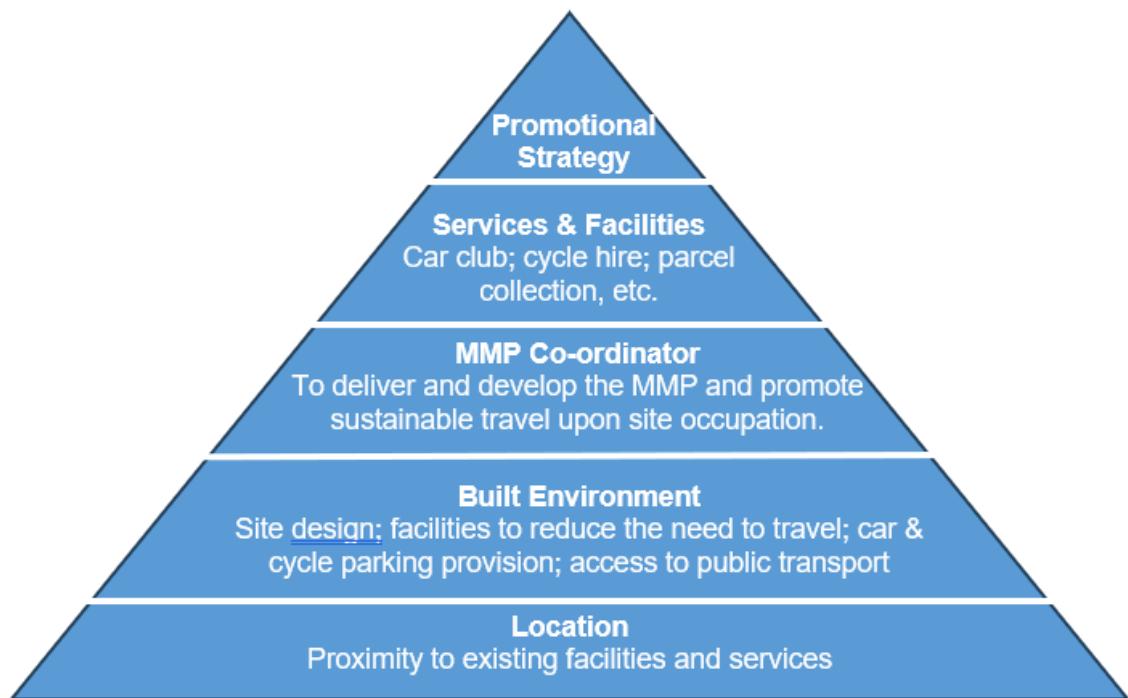 Promotional
Strategy
Services & Facilities
Car club; cycle hire; parcel
collection, etc.
MMP Co-ordinator
To deliver and develop the MMP and promote
sustainable travel upon site occupation.
Built Environment
Site design; facilities to reduce the need to travel; car &
cycle parking provision; access to public transport
Location
Proximity to existing facilities and services